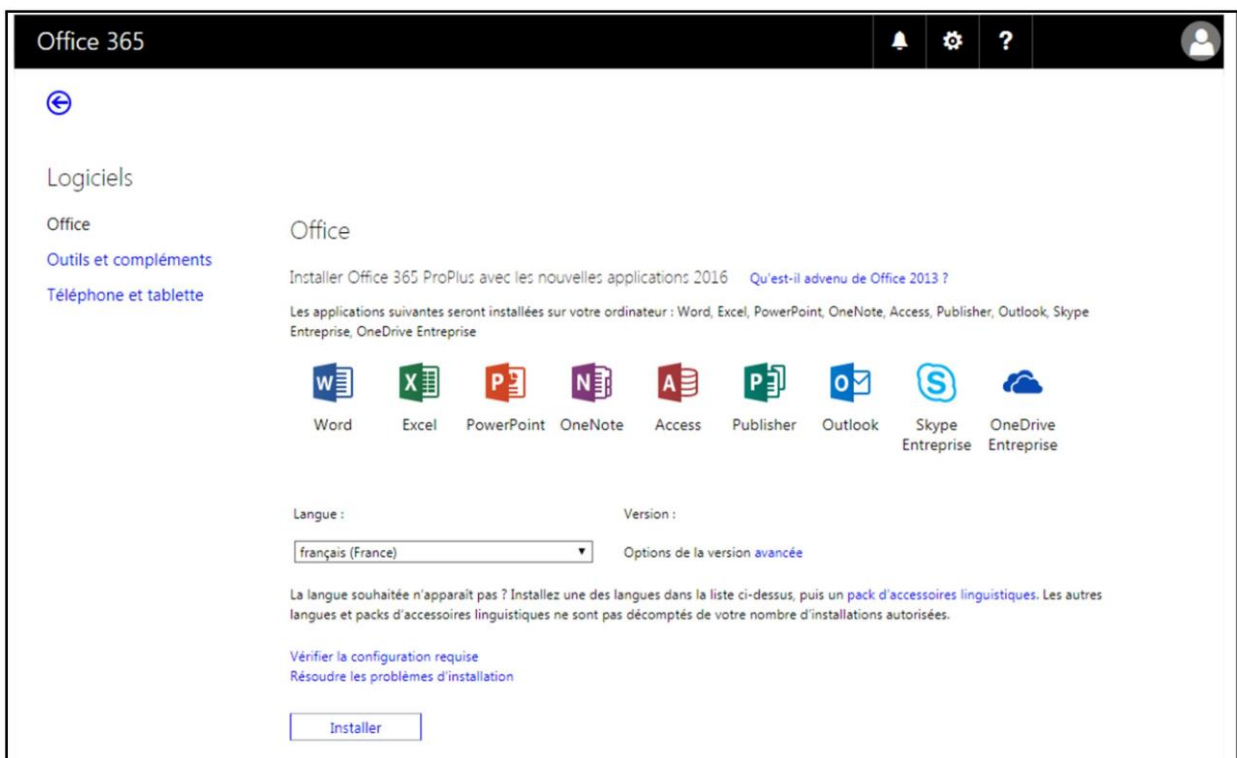 Office 365
?
Logiciels
Office
Outils et compléments
Téléphone et tablette
Office
Installer Office 365 ProPlus avec les nouvelles applications 2016 Qu'est-il advenu de Office 2013 ?
Les applications suivantes seront installées sur votre ordinateur : Word, Excel, PowerPoint, OneNote, Access, Publisher, Outlook, Skype
Entreprise, OneDrive Entreprise
Word Excel PowerPoint OneNote Access Publisher Outlook Skype Entreprise OneDrive Entreprise
Langue : Version :
français (France) Options de la version avancée
La langue souhaitée n'apparaît pas ? Installez une des langues dans la liste ci-dessus, puis un pack d'accessoires linguistiques. Les autres
langues et packs d'accessoires linguistiques ne sont pas décomptés de votre nombre d'installations autorisées.
Vérifier la configuration requise
Résoudre les problèmes d'installation
Installer